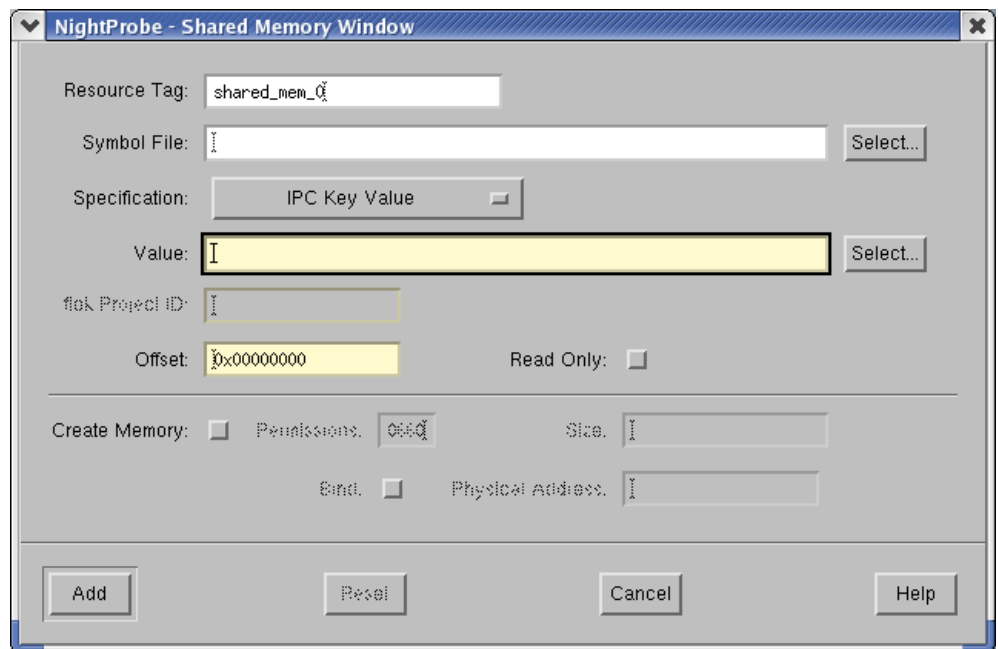 NightProbe - Shared Memory Window
Resource Tag: shared_mem_0
Symbol File: Select...
Specification: IPC Key Value
Value: Select...
ftok Project ID:
Offset: 0x00000000 Read Only:
Create Memory: Permissions: 0660 Size:
Bind: Physical Address:
Add Reset Cancel Help